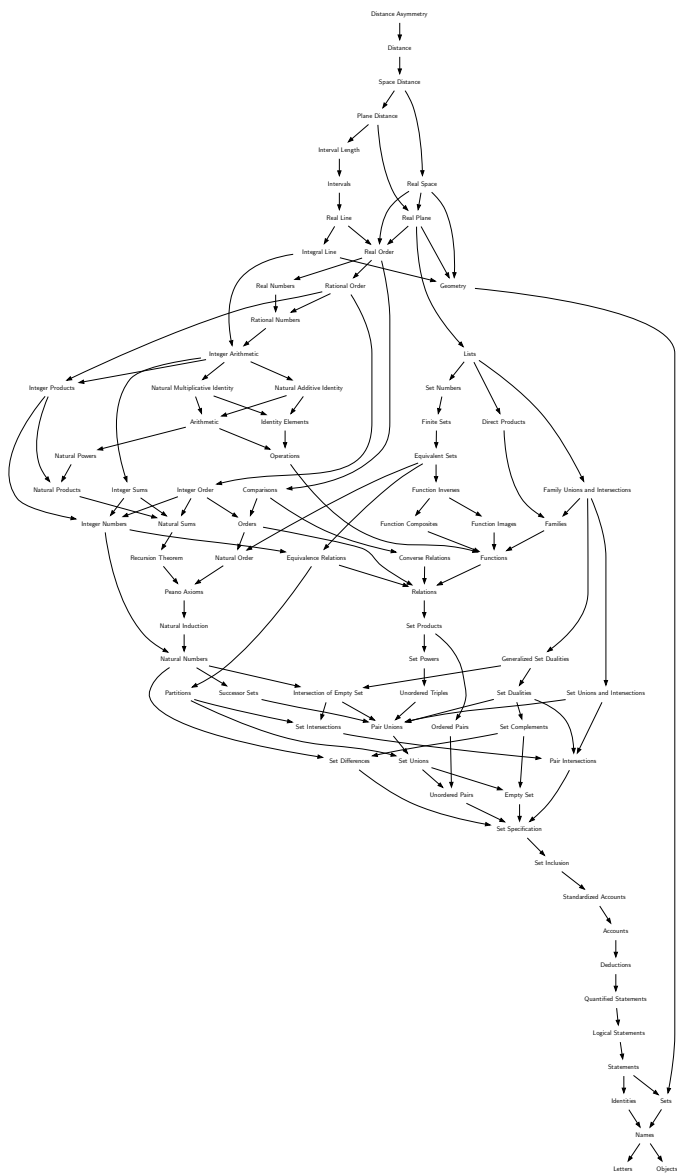 Distance Asymmetry
Distance
Space Distance
Plane Distance
Interval Length
Intervals Real Space
Real Line Real Plane
Integral Line Real Order
Real Numbers Rational Order Geometry
Rational Numbers
Integer Arithmetic Lists
Integer Products Natural Multiplicative Identity Natural Additive Identity Set Numbers
Arithmetic Identity Elements Finite Sets Direct Products
Natural Powers Operations Equivalent Sets
Natural Products Integer Sums Integer Order Comparisons Function Inverses Family Unions and Intersections
Integer Numbers Natural Sums Orders Function Composites Function Images Families
Recursion Theorem Natural Order Equivalence Relations Converse Relations Functions
Peano Axioms Relations
Natural Induction Set Products
Natural Numbers Set Powers Generalized Set Dualities
Partitions Successor Sets Intersection of Empty Set Unordered Triples Set Dualities Set Unions and Intersections
Set Intersections Pair Unions Ordered Pairs Set Complements
Set Differences Set Unions Pair Intersections
Unordered Pairs Empty Set
Set Specification
Set Inclusion
Standardized Accounts
Accounts
Deductions
Quantified Statements
Logical Statements
Statements
Identities Sets
Names
Letters Objects